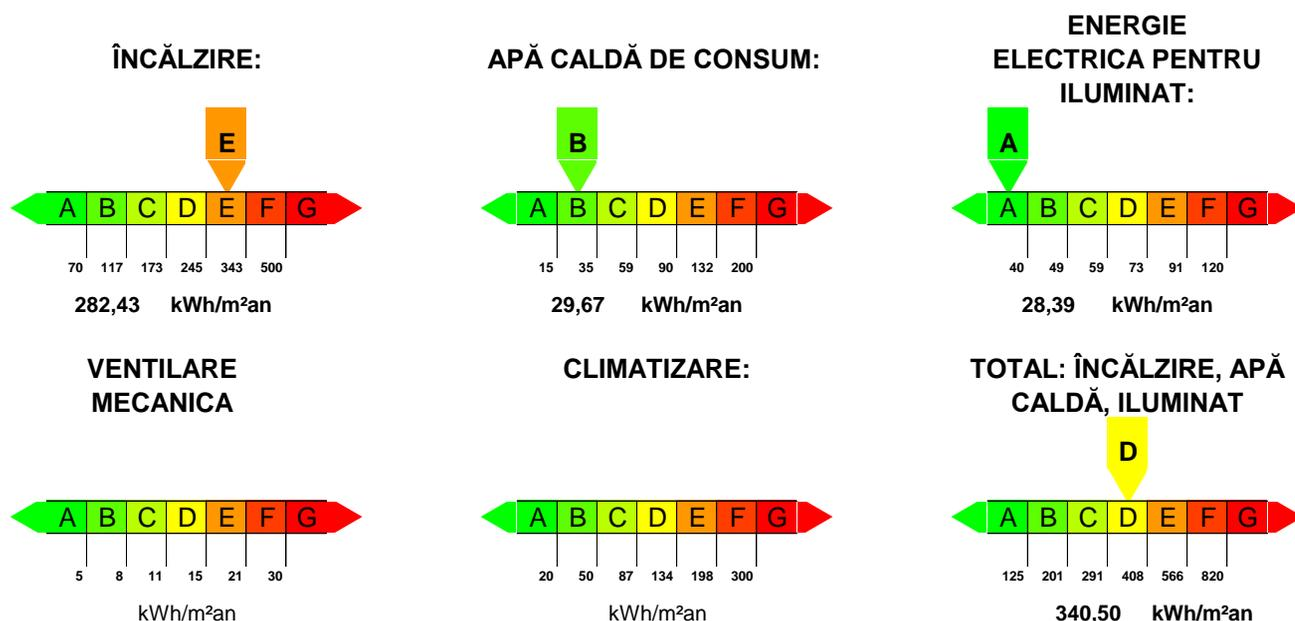 ÎNCĂLZIRE:
E
A B C D E F G
70 117 173 245 343 500
282,43 kWh/m²an
APĂ CALDĂ DE CONSUM:
B
A B C D E F G
15 35 59 90 132 200
29,67 kWh/m²an
ENERGIE
ELECTRICA PENTRU
ILUMINAT:
A
A B C D E F G
40 49 59 73 91 120
28,39 kWh/m²an
VENTILARE
MECANICA
A B C D E F G
5 8 11 15 21 30
kWh/m²an
CLIMATIZARE:
A B C D E F G
20 50 87 134 198 300
kWh/m²an
TOTAL: ÎNCĂLZIRE, APĂ
CALDĂ, ILUMINAT
D
A B C D E F G
125 201 291 408 566 820
340,50 kWh/m²an